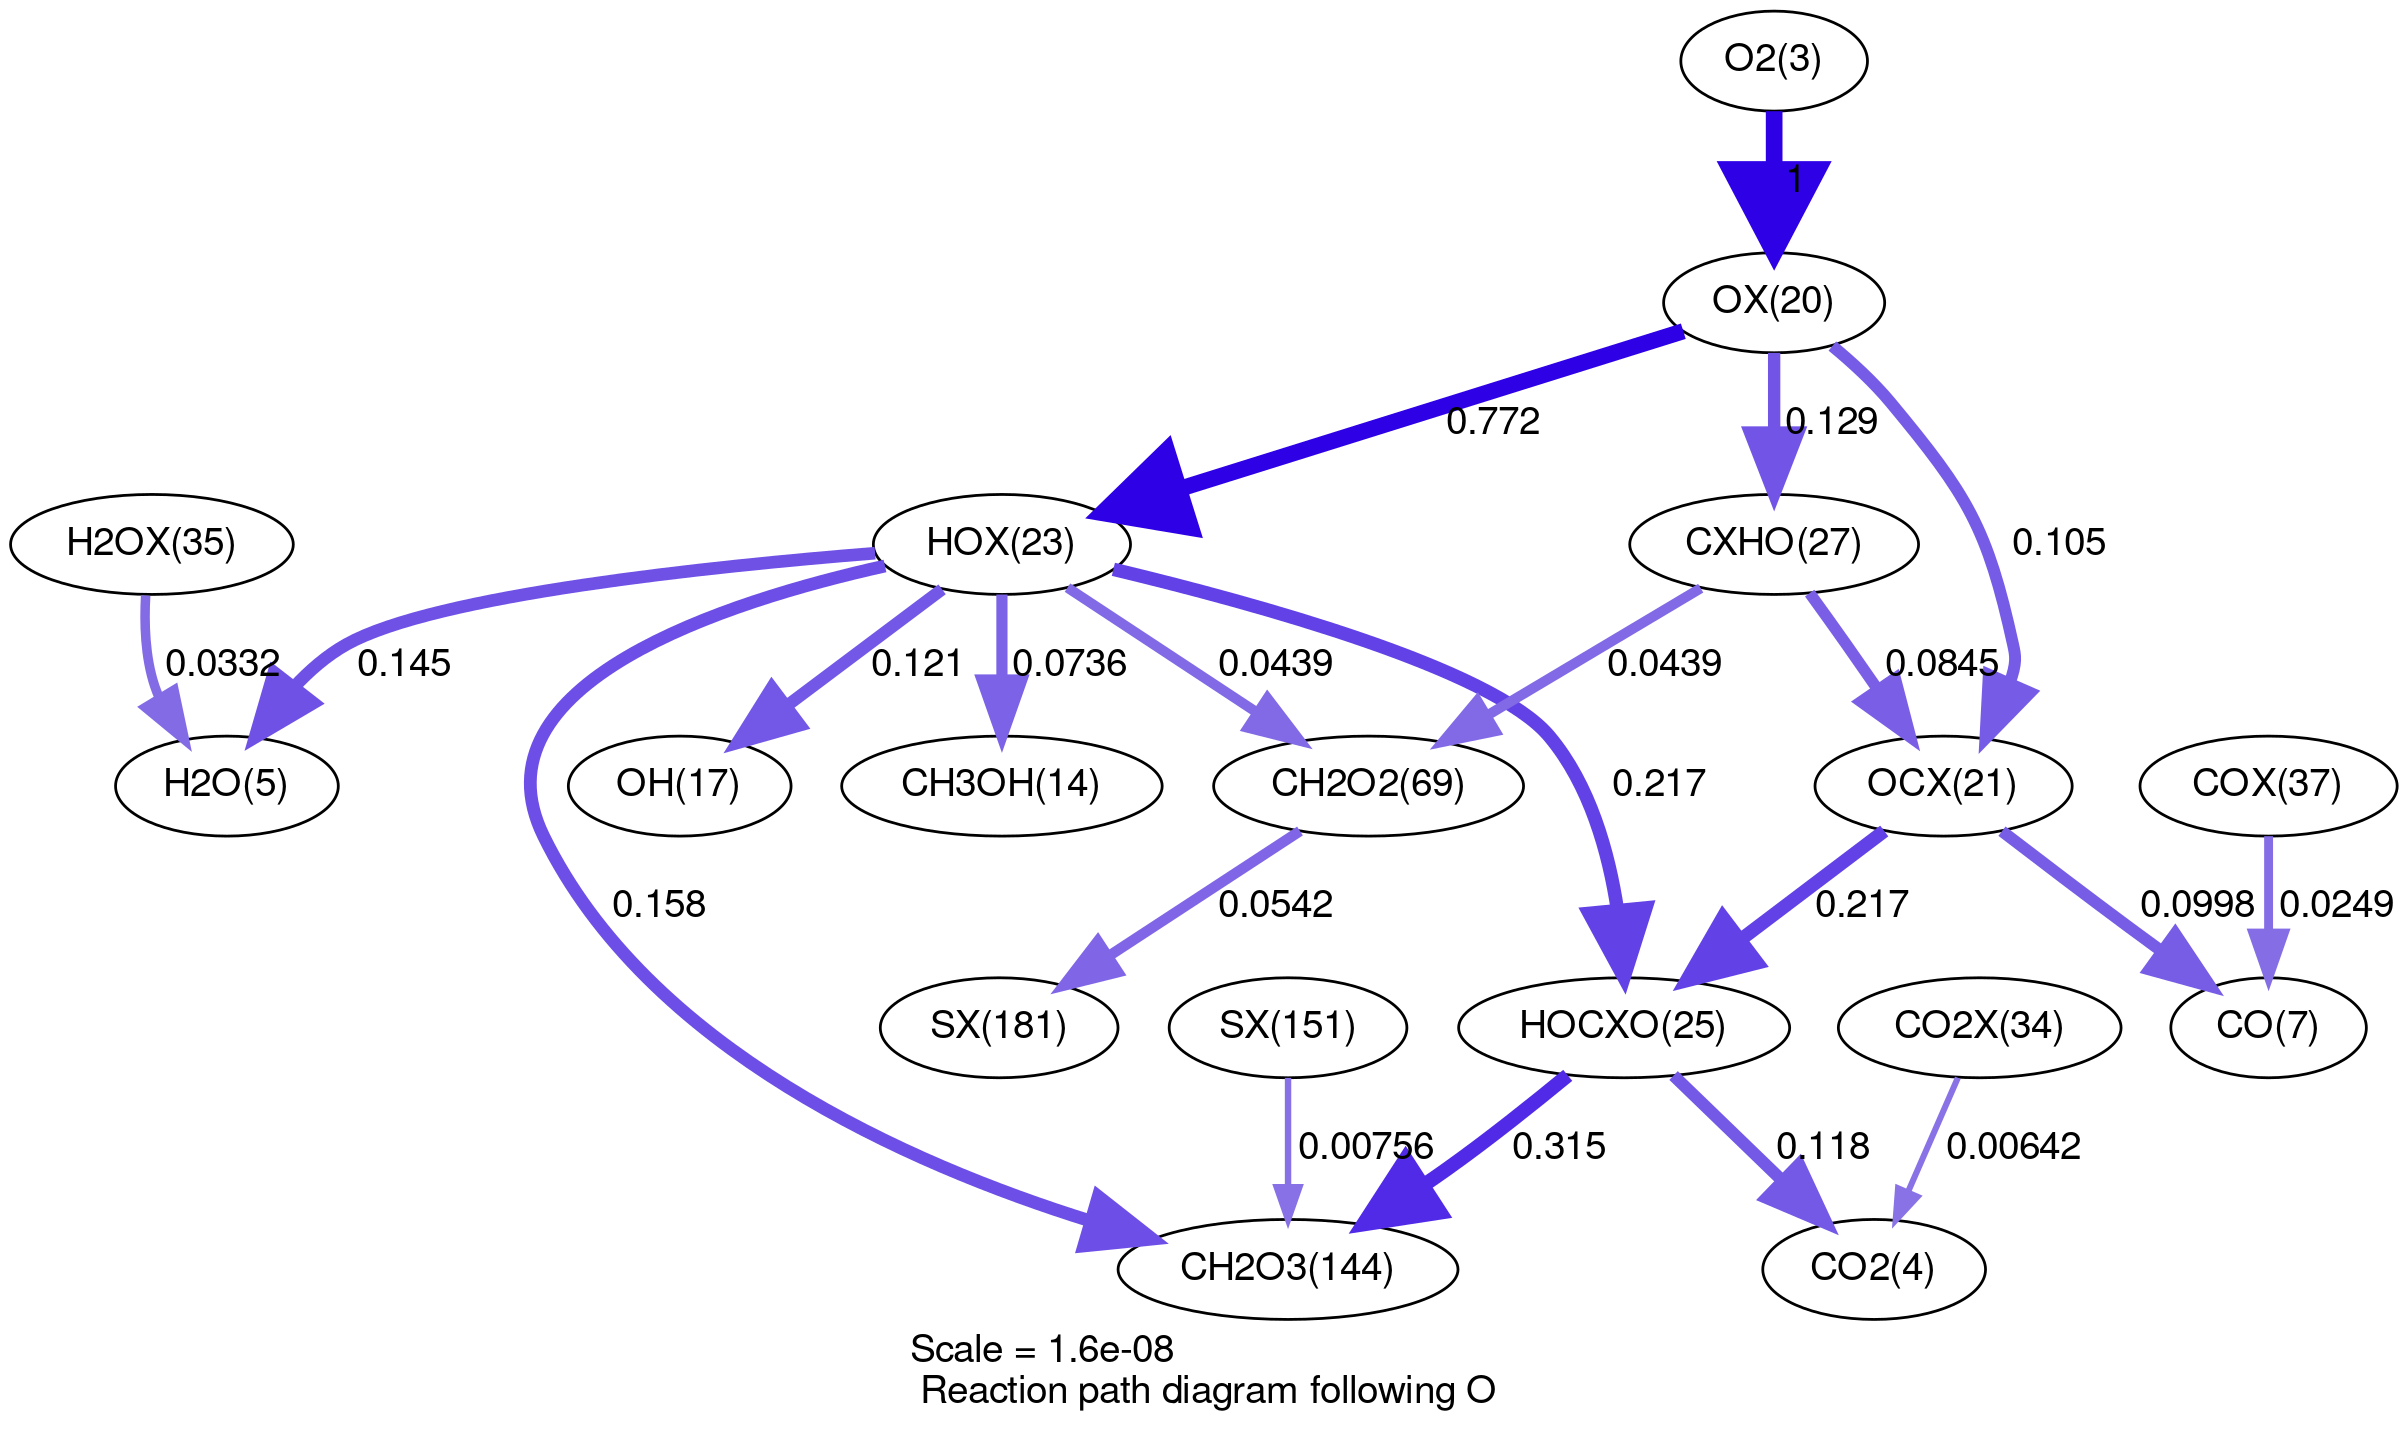 O2(3)
1
OX(20)
0.772
0.129
0.105
H2OX(35)
HOX(23)
CXHO(27)
0.0332
0.145
0.121
0.0736
0.0439
0.0439
0.0845
H2O(5)
OH(17)
CH3OH(14)
CH2O2(69)
0.217
OCX(21)
COX(37)
0.158
0.0542
0.217
0.0998
0.0249
SX(181)
SX(151)
HOCXO(25)
CO2X(34)
CO(7)
0.00756
0.315
0.118
0.00642
CH2O3(144)
CO2(4)
Scale = 1.6e-08
Reaction path diagram following O